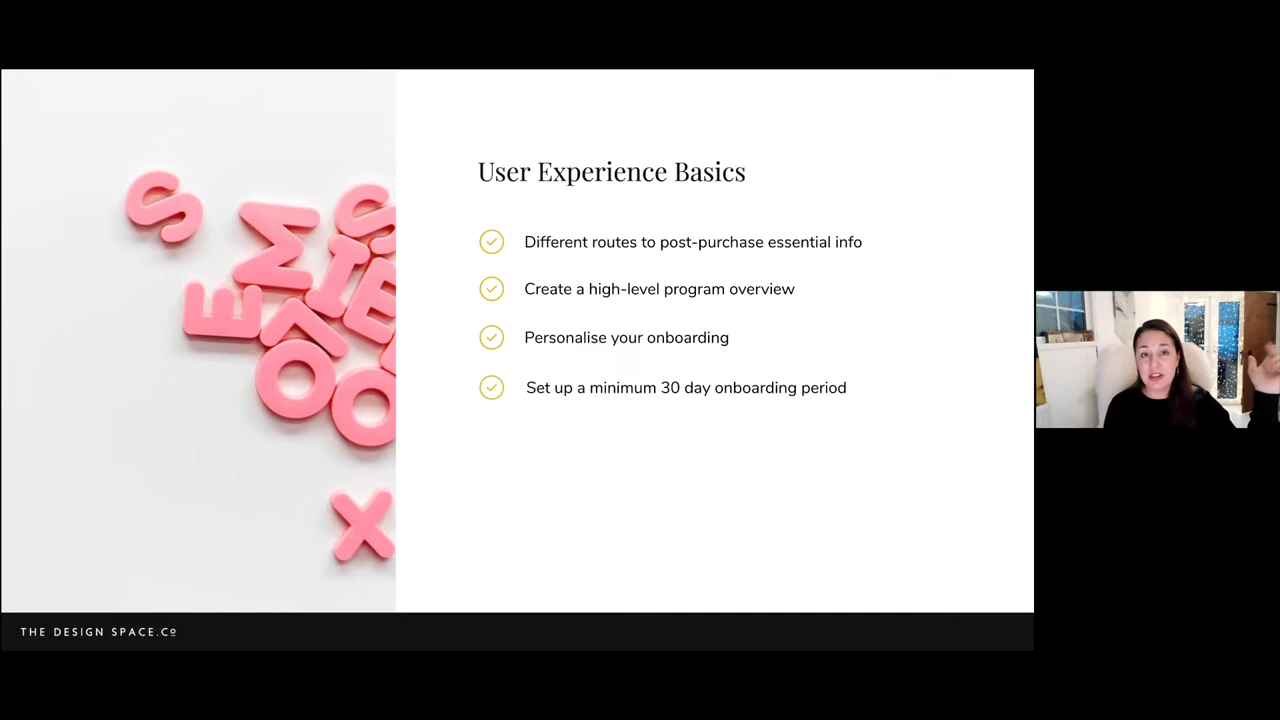 User Experience Basics
Different routes to post-purchase essential info
Create a high-level program overview
Personalise your onboarding
Set up a minimum 30 day onboarding period
S
M
S
I
E
E
L
O
O
X
THE DESIGN SPACE.Cº